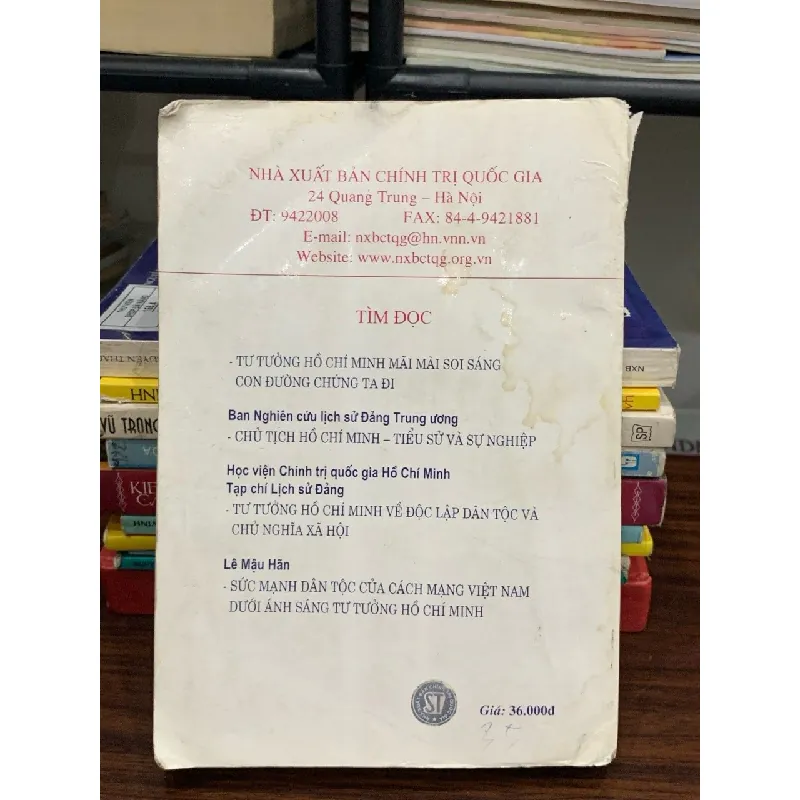 NHÀ XUẤT BẢN CHÍNH TRỊ QUỐC GIA
24 Quang Trung – Hà Nội
ĐT: 9422008 FAX: 84-4-9421881
E-mail: nxbctqg@hn.vnn.vn
Website: www.nxbctqg.org.vn
TÌM ĐỌC
- TƯ TƯỞNG HỒ CHÍ MINH MÃI MÃI SOI SÁNG
CON ĐƯỜNG CHÚNG TA ĐI
Ban Nghiên cứu lịch sử Đảng Trung ương
- CHỦ TỊCH HỒ CHÍ MINH – TIỂU SỬ VÀ SỰ NGHIỆP
Học viện Chính trị quốc gia Hồ Chí Minh
Tạp chí Lịch sử Đảng
- TƯ TƯỞNG HỒ CHÍ MINH VỀ ĐỘC LẬP DÂN TỘC VÀ
CHỦ NGHĨA XÃ HỘI
Lê Mậu Hãn
- SỨC MẠNH DÂN TỘC CỦA CÁCH MẠNG VIỆT NAM
DƯỚI ÁNH SÁNG TƯ TƯỞNG HỒ CHÍ MINH
ST
Giá: 36.000đ
VŨ TRỌNG
NXB
SP